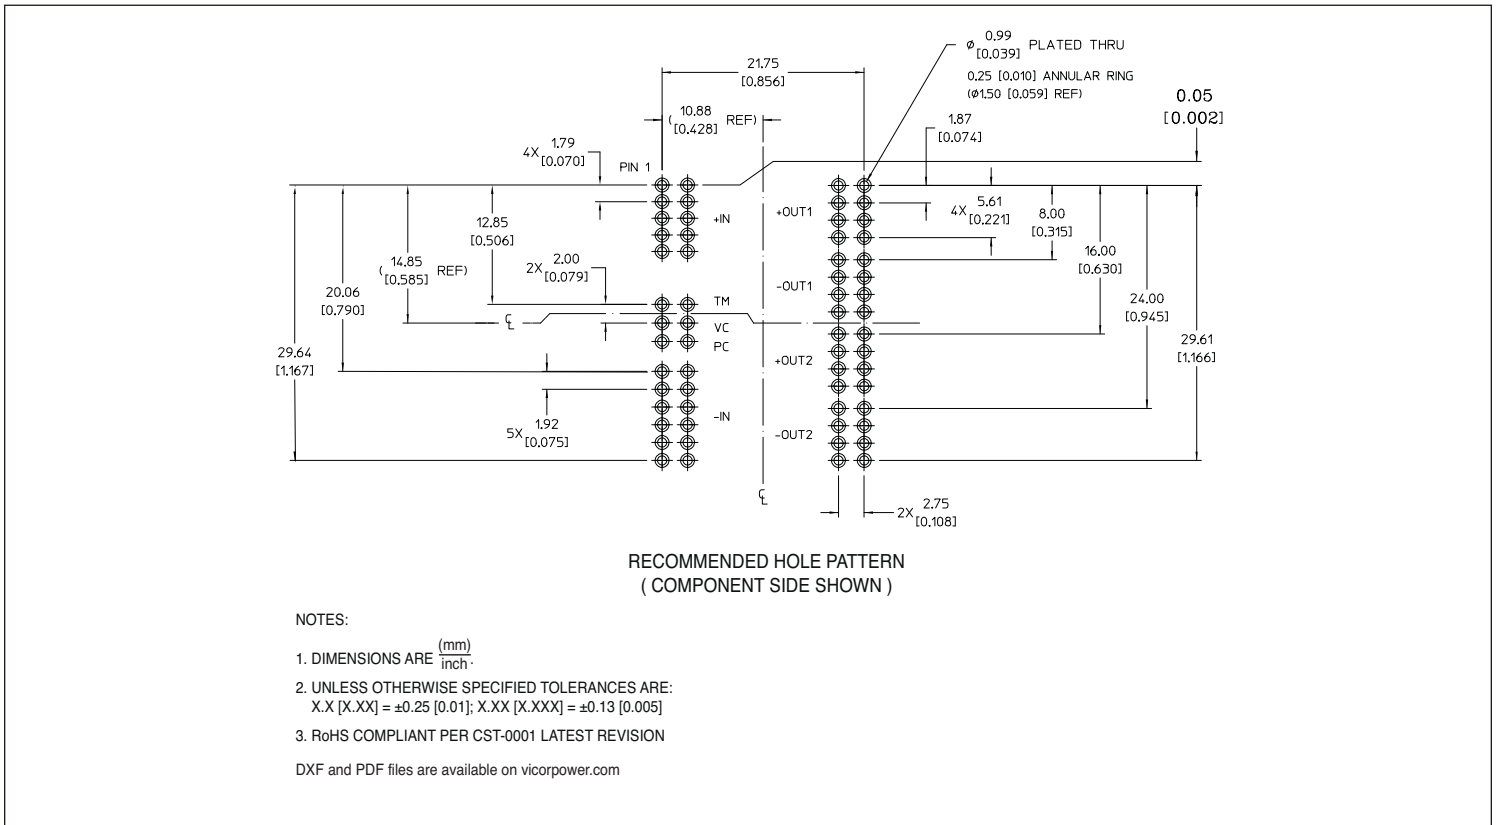 ø 0.99 PLATED THRU
[0.039]
0.25 [0.010] ANNULAR RING
(ø1.50 [0.059] REF)
21.75
[0.856]
(10.88 REF)
[0.428]
0.05
[0.002]
1.87
[0.074]
4X 1.79
[0.070]
PIN 1
+IN
+OUT1
4X 5.61
[0.221]
8.00
[0.315]
12.85
[0.506]
(14.85 REF)
[0.585]
2X 2.00
[0.079]
16.00
[0.630]
20.06
[0.790]
-OUT1
24.00
[0.945]
TM
VC
PC
℄
29.64
[1.167]
+OUT2
29.61
[1.166]
5X 1.92
[0.075]
-IN
-OUT2
℄
2X 2.75
[0.108]
RECOMMENDED HOLE PATTERN
( COMPONENT SIDE SHOWN )
NOTES:
1. DIMENSIONS ARE (mm)
inch.
2. UNLESS OTHERWISE SPECIFIED TOLERANCES ARE:
X.X [X.XX] = ±0.25 [0.01]; X.XX [X.XXX] = ±0.13 [0.005]
3. RoHS COMPLIANT PER CST-0001 LATEST REVISION
DXF and PDF files are available on vicorpower.com